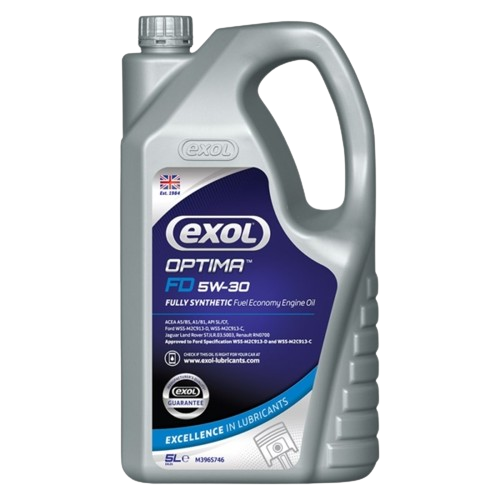 exol
Est. 1984
exol
OPTIMA™
FD 5W-30
FULLY SYNTHETIC Fuel Economy Engine Oil
ACEA A5/B5, A1/B1, API SL/CF,
Ford WSS-M2C913-D, WSS-M2C913-C,
Jaguar Land Rover STJLR.03.5003, Renault RN0700
Approved to Ford Specification WSS-M2C913-D and WSS-M2C913-C
CHECK IF THIS OIL IS RIGHT FOR YOUR CAR AT
www.exol-lubricants.com
exol
GUARANTEE
EXCELLENCE IN LUBRICANTS
5L℮
M3965746